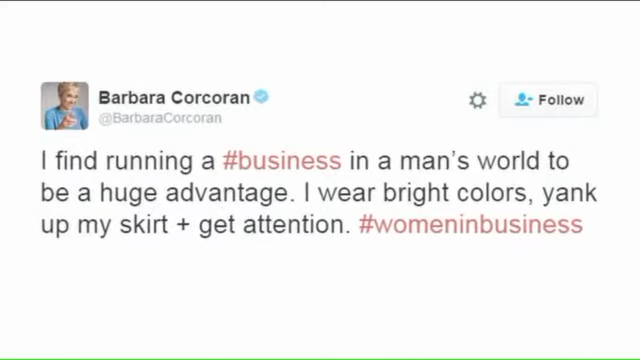 Barbara Corcoran
@BarbaraCorcoran
Follow
I find running a #business in a man's world to
be a huge advantage. I wear bright colors, yank
up my skirt + get attention. #womeninbusiness